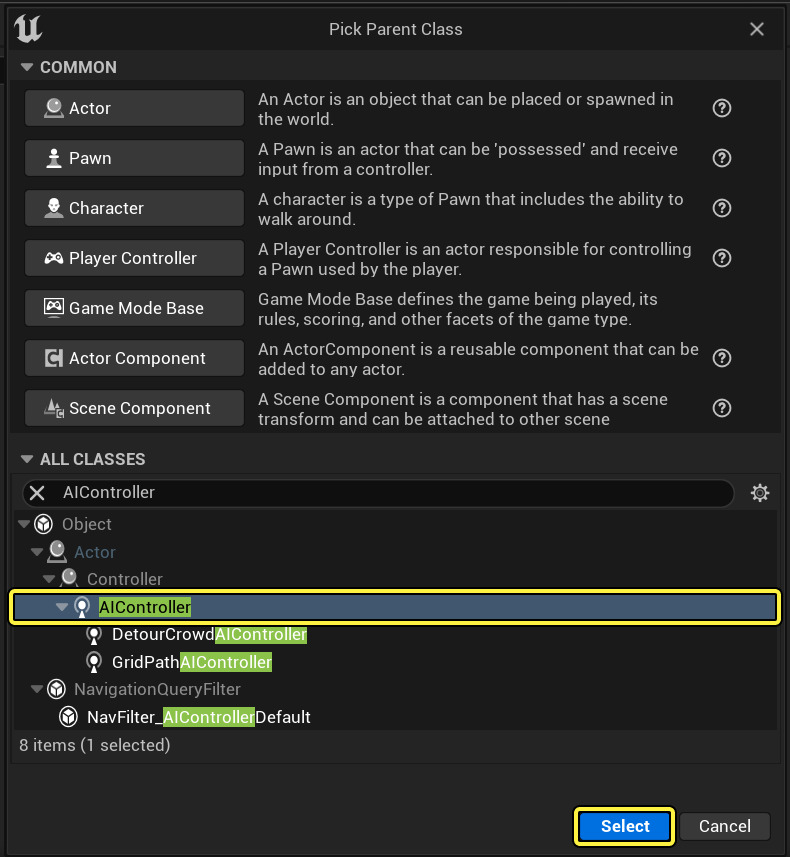 Pick Parent Class
COMMON
Actor
An Actor is an object that can be placed or spawned in
the world.
Pawn
A Pawn is an actor that can be 'possessed' and receive
input from a controller.
Character
A character is a type of Pawn that includes the ability to
walk around.
Player Controller
A Player Controller is an actor responsible for controlling
a Pawn used by the player.
Game Mode Base
Game Mode Base defines the game being played, its
rules, scoring, and other facets of the game type.
Actor Component
An ActorComponent is a reusable component that can be
added to any actor.
Scene Component
A Scene Component is a component that has a scene
transform and can be attached to other scene
ALL CLASSES
AIController
Object
Actor
Controller
AIController
DetourCrowdAIController
GridPathAIController
NavigationQueryFilter
NavFilter_AIControllerDefault
8 items (1 selected)
Select
Cancel